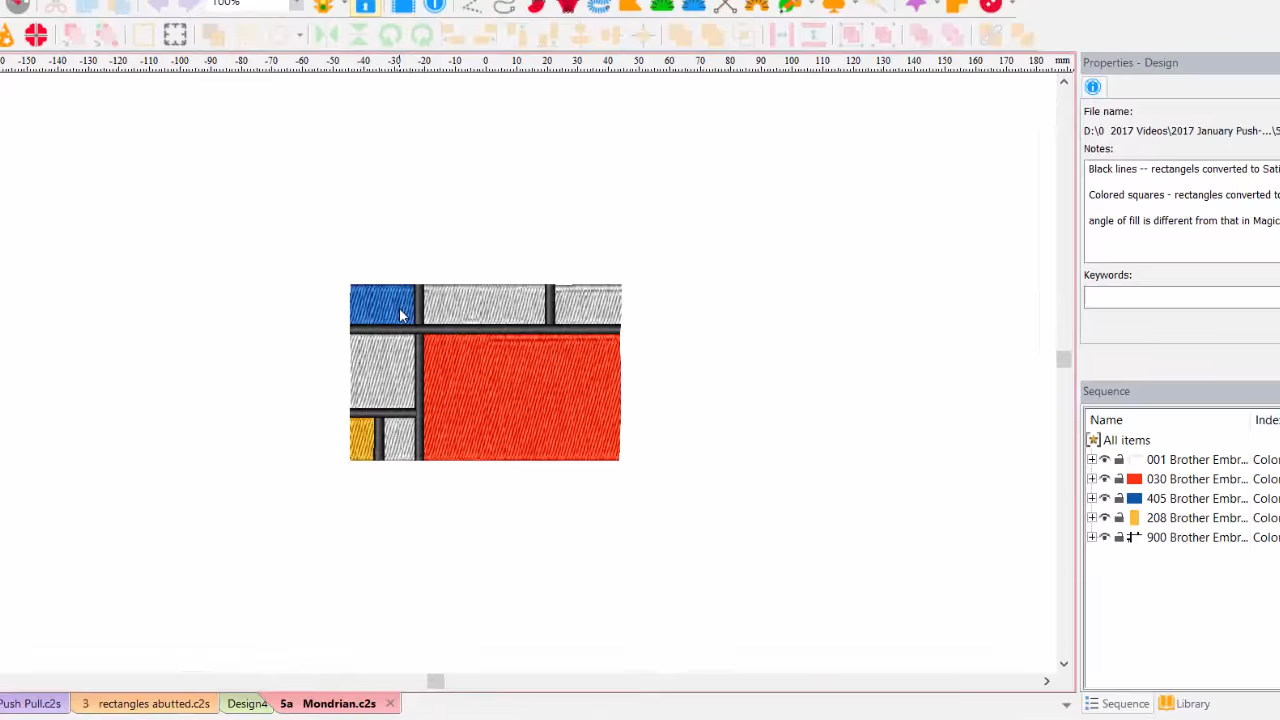 100%
-150 -140 -130 -120 -110 -100 -90 -80 -70 -60 -50 -40 -30 -20 -10 0 10 20 30 40 50 60 70 80 90 100 110 120 130 140 150 160 170 180 mm
Properties - Design
File name:
D:\0 2017 Videos\2017 January Push-...\S
Notes:
Black lines -- rectangels converted to Sati
Colored squares - rectangles converted to
angle of fill is different from that in Magic
Keywords:
Sequence
Name Inde
All items
001 Brother Embr... Colo
030 Brother Embr... Colo
405 Brother Embr... Colo
208 Brother Embr... Colo
900 Brother Embr... Colo
Push Pull.c2s 3 rectangles abutted.c2s Design4 5a Mondrian.c2s
Sequence Library